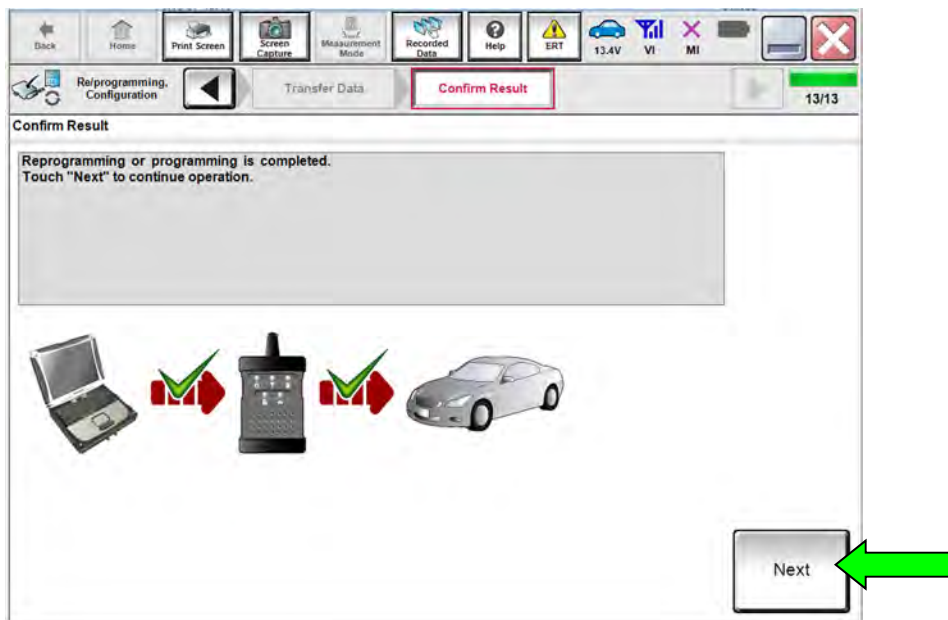 Back
Home
Print Screen
Screen
Capture
Measurement
Mode
Recorded
Data
Help
ERT
13.4V
VI
MI
Re/programming,
Configuration
Transfer Data
Confirm Result
13/13
Confirm Result
Reprogramming or programming is completed.
Touch "Next" to continue operation.
Next